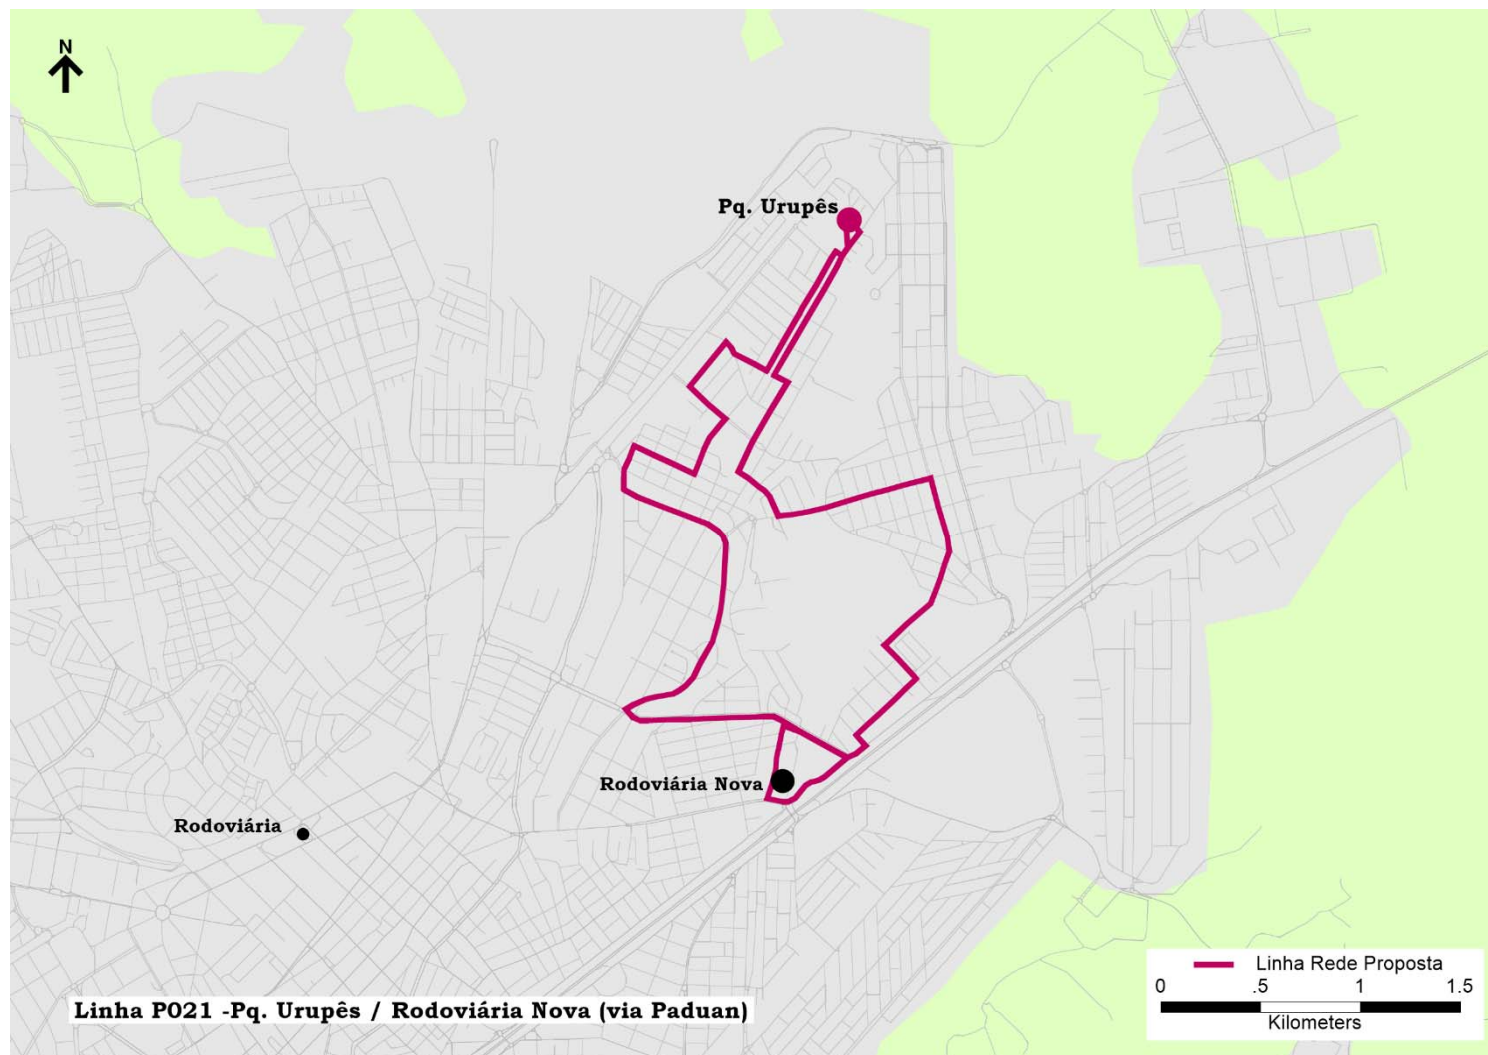 N
Pq. Urupês
Rodoviária Nova
Rodoviária
Linha P021 -Pq. Urupês / Rodoviária Nova (via Paduan)
Linha Rede Proposta
0 .5 1 1.5
Kilometers